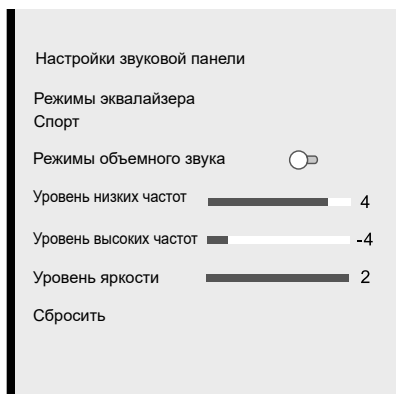 Настройки звуковой панели
Режимы эквалайзера
Спорт
Режимы объемного звука
Уровень низких частот 4
Уровень высоких частот -4
Уровень яркости 2
Сбросить